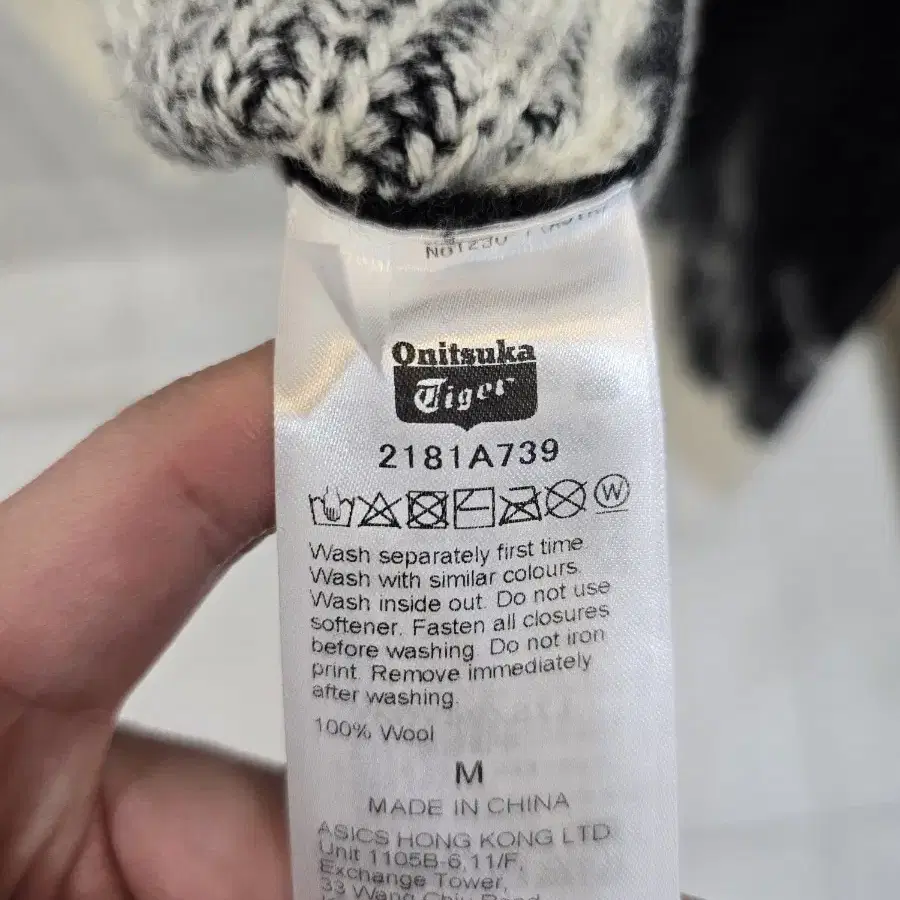 Onitsuka
Tiger
2181A739
W
Wash separately first time
Wash with similar colours.
Wash inside out. Do not use
softener. Fasten all closures
before washing. Do not iron
print. Remove immediately
after washing.
100% Wool
M
MADE IN CHINA
ASICS HONG KONG LTD
Unit 1105B-6,11/F,
Exchange Tower,
33 Wang Chiu Road